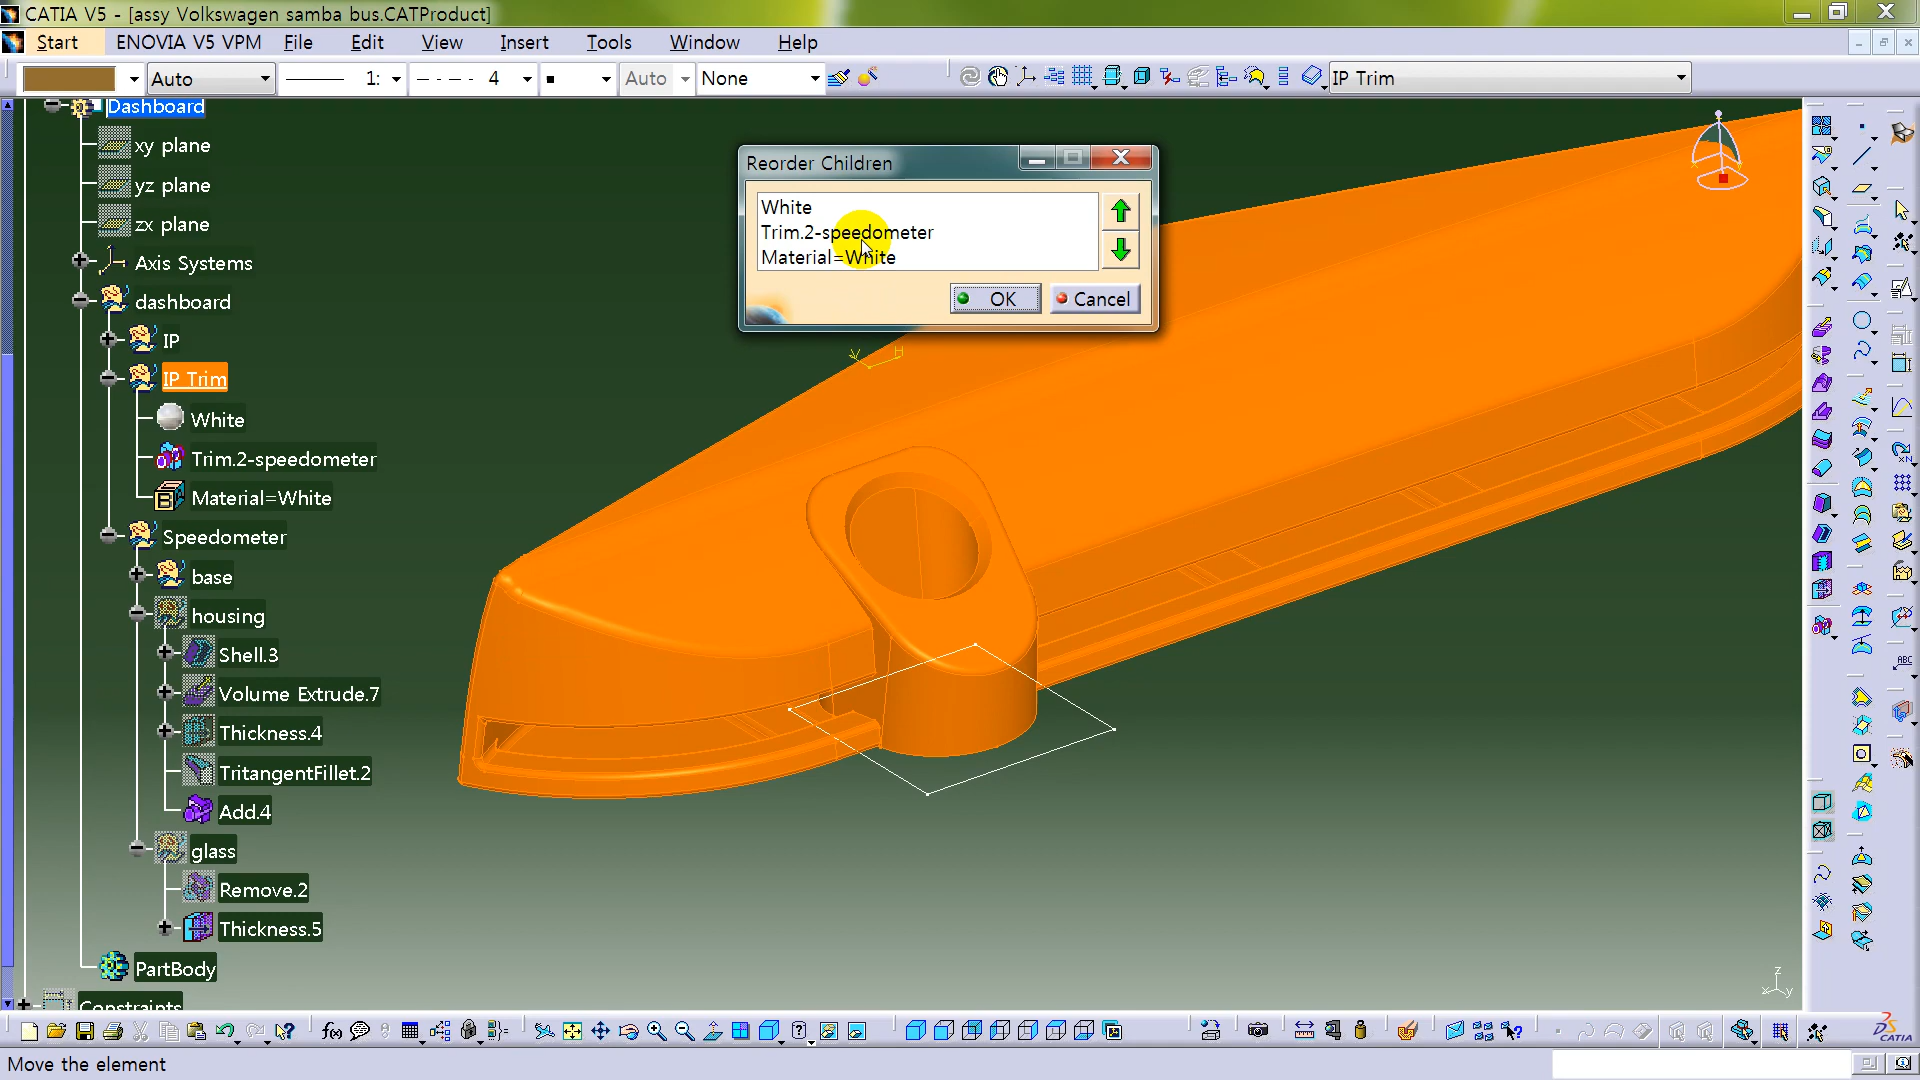 CATIA V5 - [assy Volkswagen samba bus.CATProduct]
Start ENOVIA V5 VPM File Edit View Insert Tools Window Help
Auto 1: 4 Auto None IP Trim
Dashboard
xy plane
yz plane
zx plane
Axis Systems
dashboard
IP
IP Trim
White
Trim.2-speedometer
Material=White
Speedometer
base
housing
Shell.3
Volume Extrude.7
Thickness.4
TritangentFillet.2
Add.4
glass
Remove.2
Thickness.5
PartBody
Constraints
Reorder Children
White
Trim.2-speedometer
Material=White
OK Cancel
V H
ABC
z
x y
CATIA
Move the element